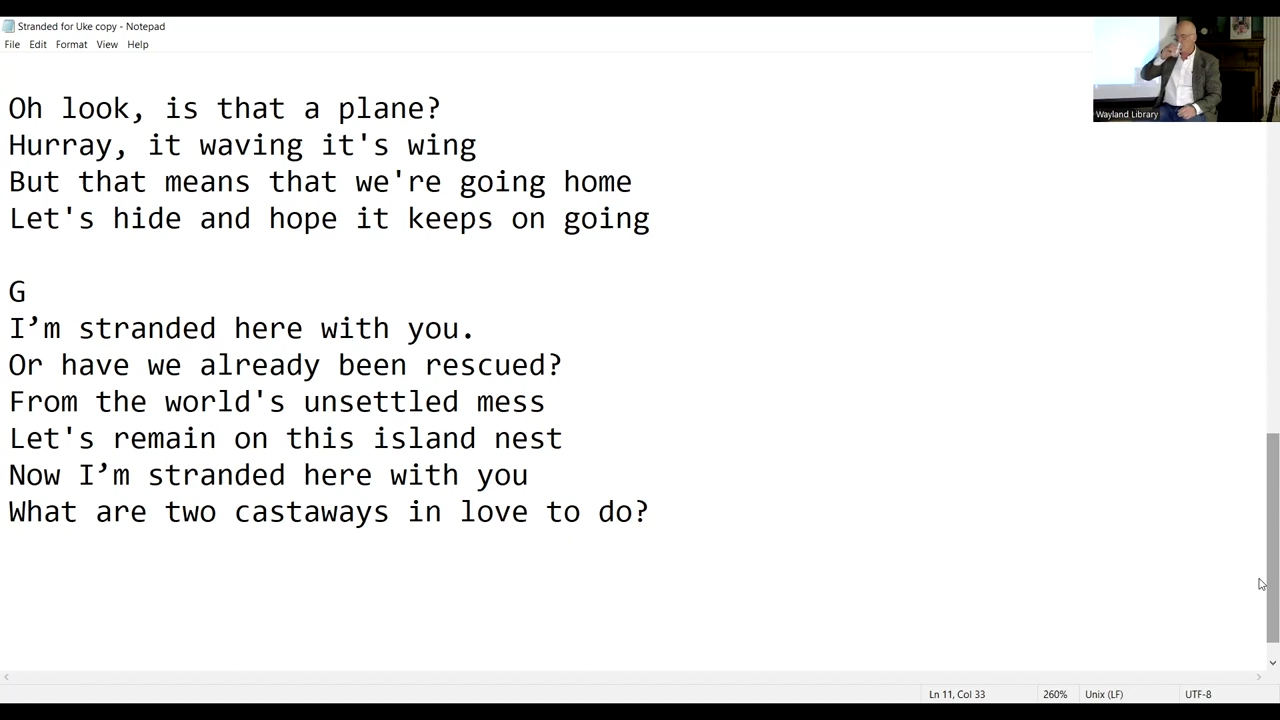 Stranded for Uke copy - Notepad
File Edit Format View Help
Oh look, is that a plane?
Hurray, it waving it's wing
But that means that we're going home
Let's hide and hope it keeps on going
G
I’m stranded here with you.
Or have we already been rescued?
From the world's unsettled mess
Let's remain on this island nest
Now I’m stranded here with you
What are two castaways in love to do?
Wayland Library
Ln 11, Col 33 260% Unix (LF) UTF-8